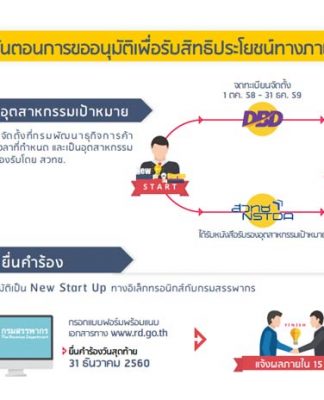 ขั้นตอนการขออนุมัติเพื่อรับสิทธิประโยชน์ทางภา
อุตสาหกรรมเป้าหมาย
จดทะเบียนจัดตั้ง
1 ตค. 58 - 31 ธค. 59
DBD
จัดตั้งที่กรมพัฒนาธุรกิจการค้า
วลาที่กำหนด และเป็นอุตสาหกรรม
องรับโดย สวทช.
New Start Up
START
สวทช
NSTDA
ได้รับหนังสือรับรองอุตสาหกรรมเป้าหมาย
ยื่นคำร้อง
มัติเป็น New Start Up ทางอิเล็กทรอนิกส์กับกรมสรรพากร
กรมสรรพากร
The Revenue Department
กรอกแบบฟอร์มพร้อมแนบ
เอกสารทาง www.rd.go.th
ยื่นคำร้องวันสุดท้าย
31 ธันวาคม 2560
FINISH
แจ้งผลภายใน 15